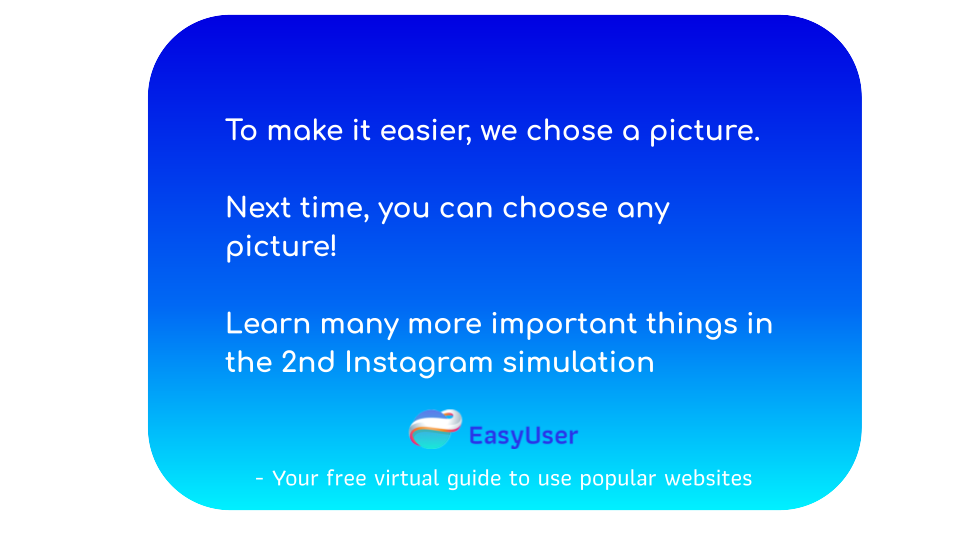 To make it easier, we chose a picture.
Next time, you can choose any
picture!
Learn many more important things in
the 2nd Instagram simulation
EasyUser
- Your free virtual guide to use popular websites